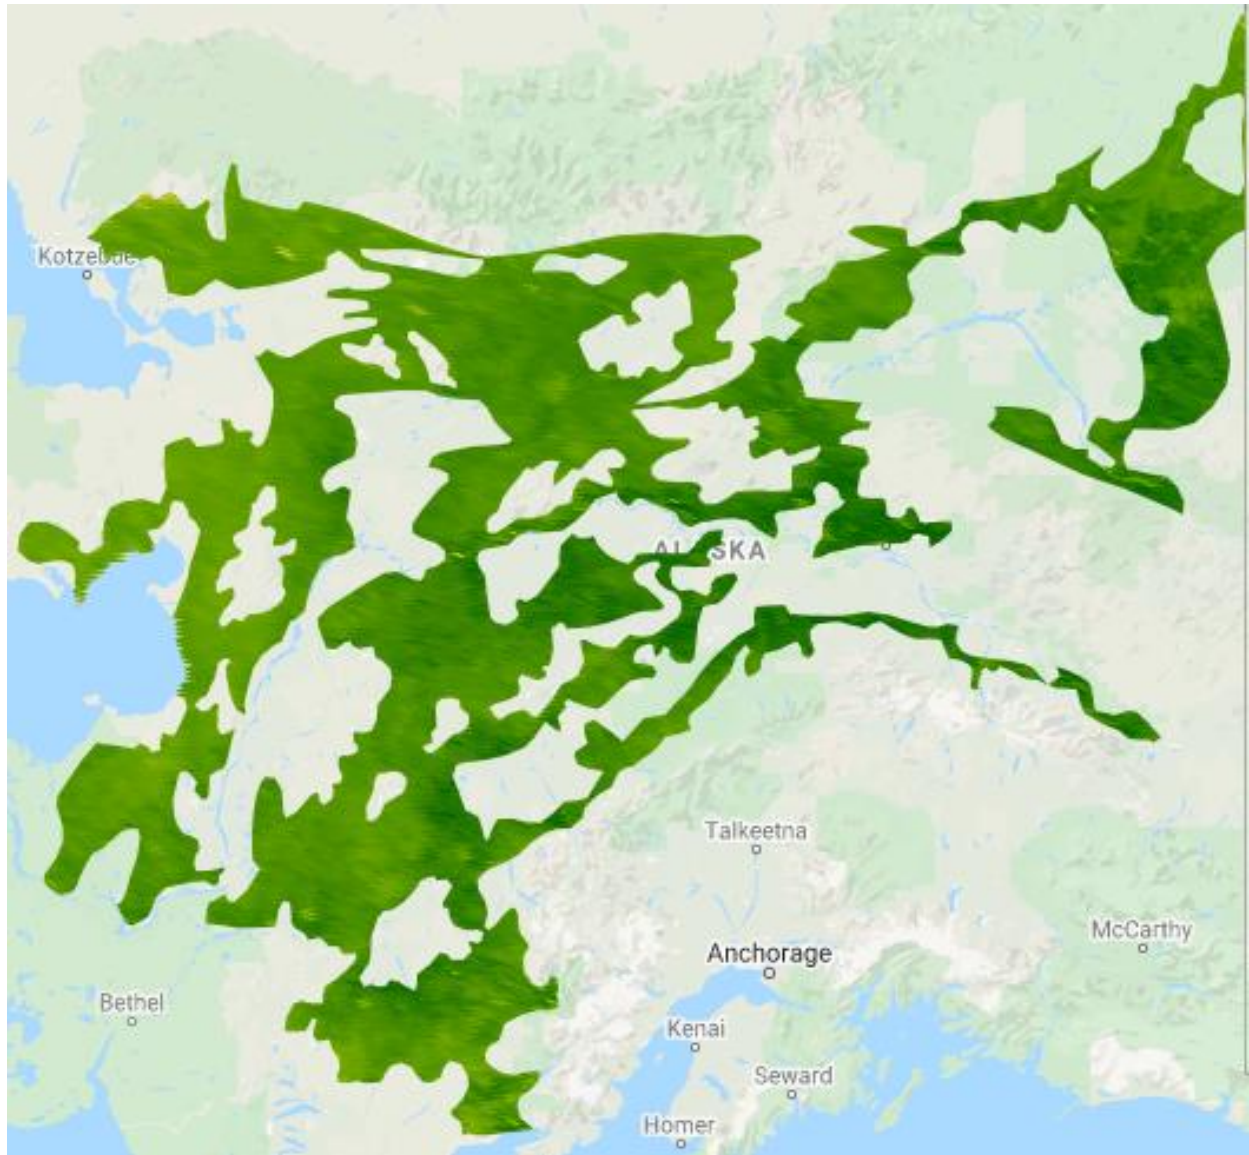 Kotzebue
ALASKA
Talkeetna
McCarthy
Anchorage
Bethel
Kenai
Seward
Homer